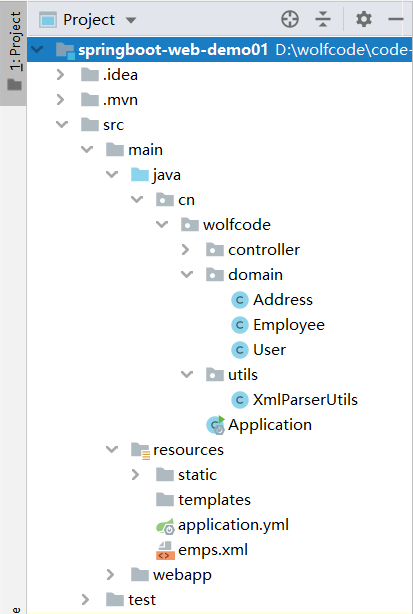 1: Project
Project
springboot-web-demo01 D:\wolfcode\code-
.idea
.mvn
src
main
java
cn
wolfcode
controller
domain
Address
Employee
User
utils
XmlParserUtils
Application
resources
static
templates
application.yml
emps.xml
webapp
test